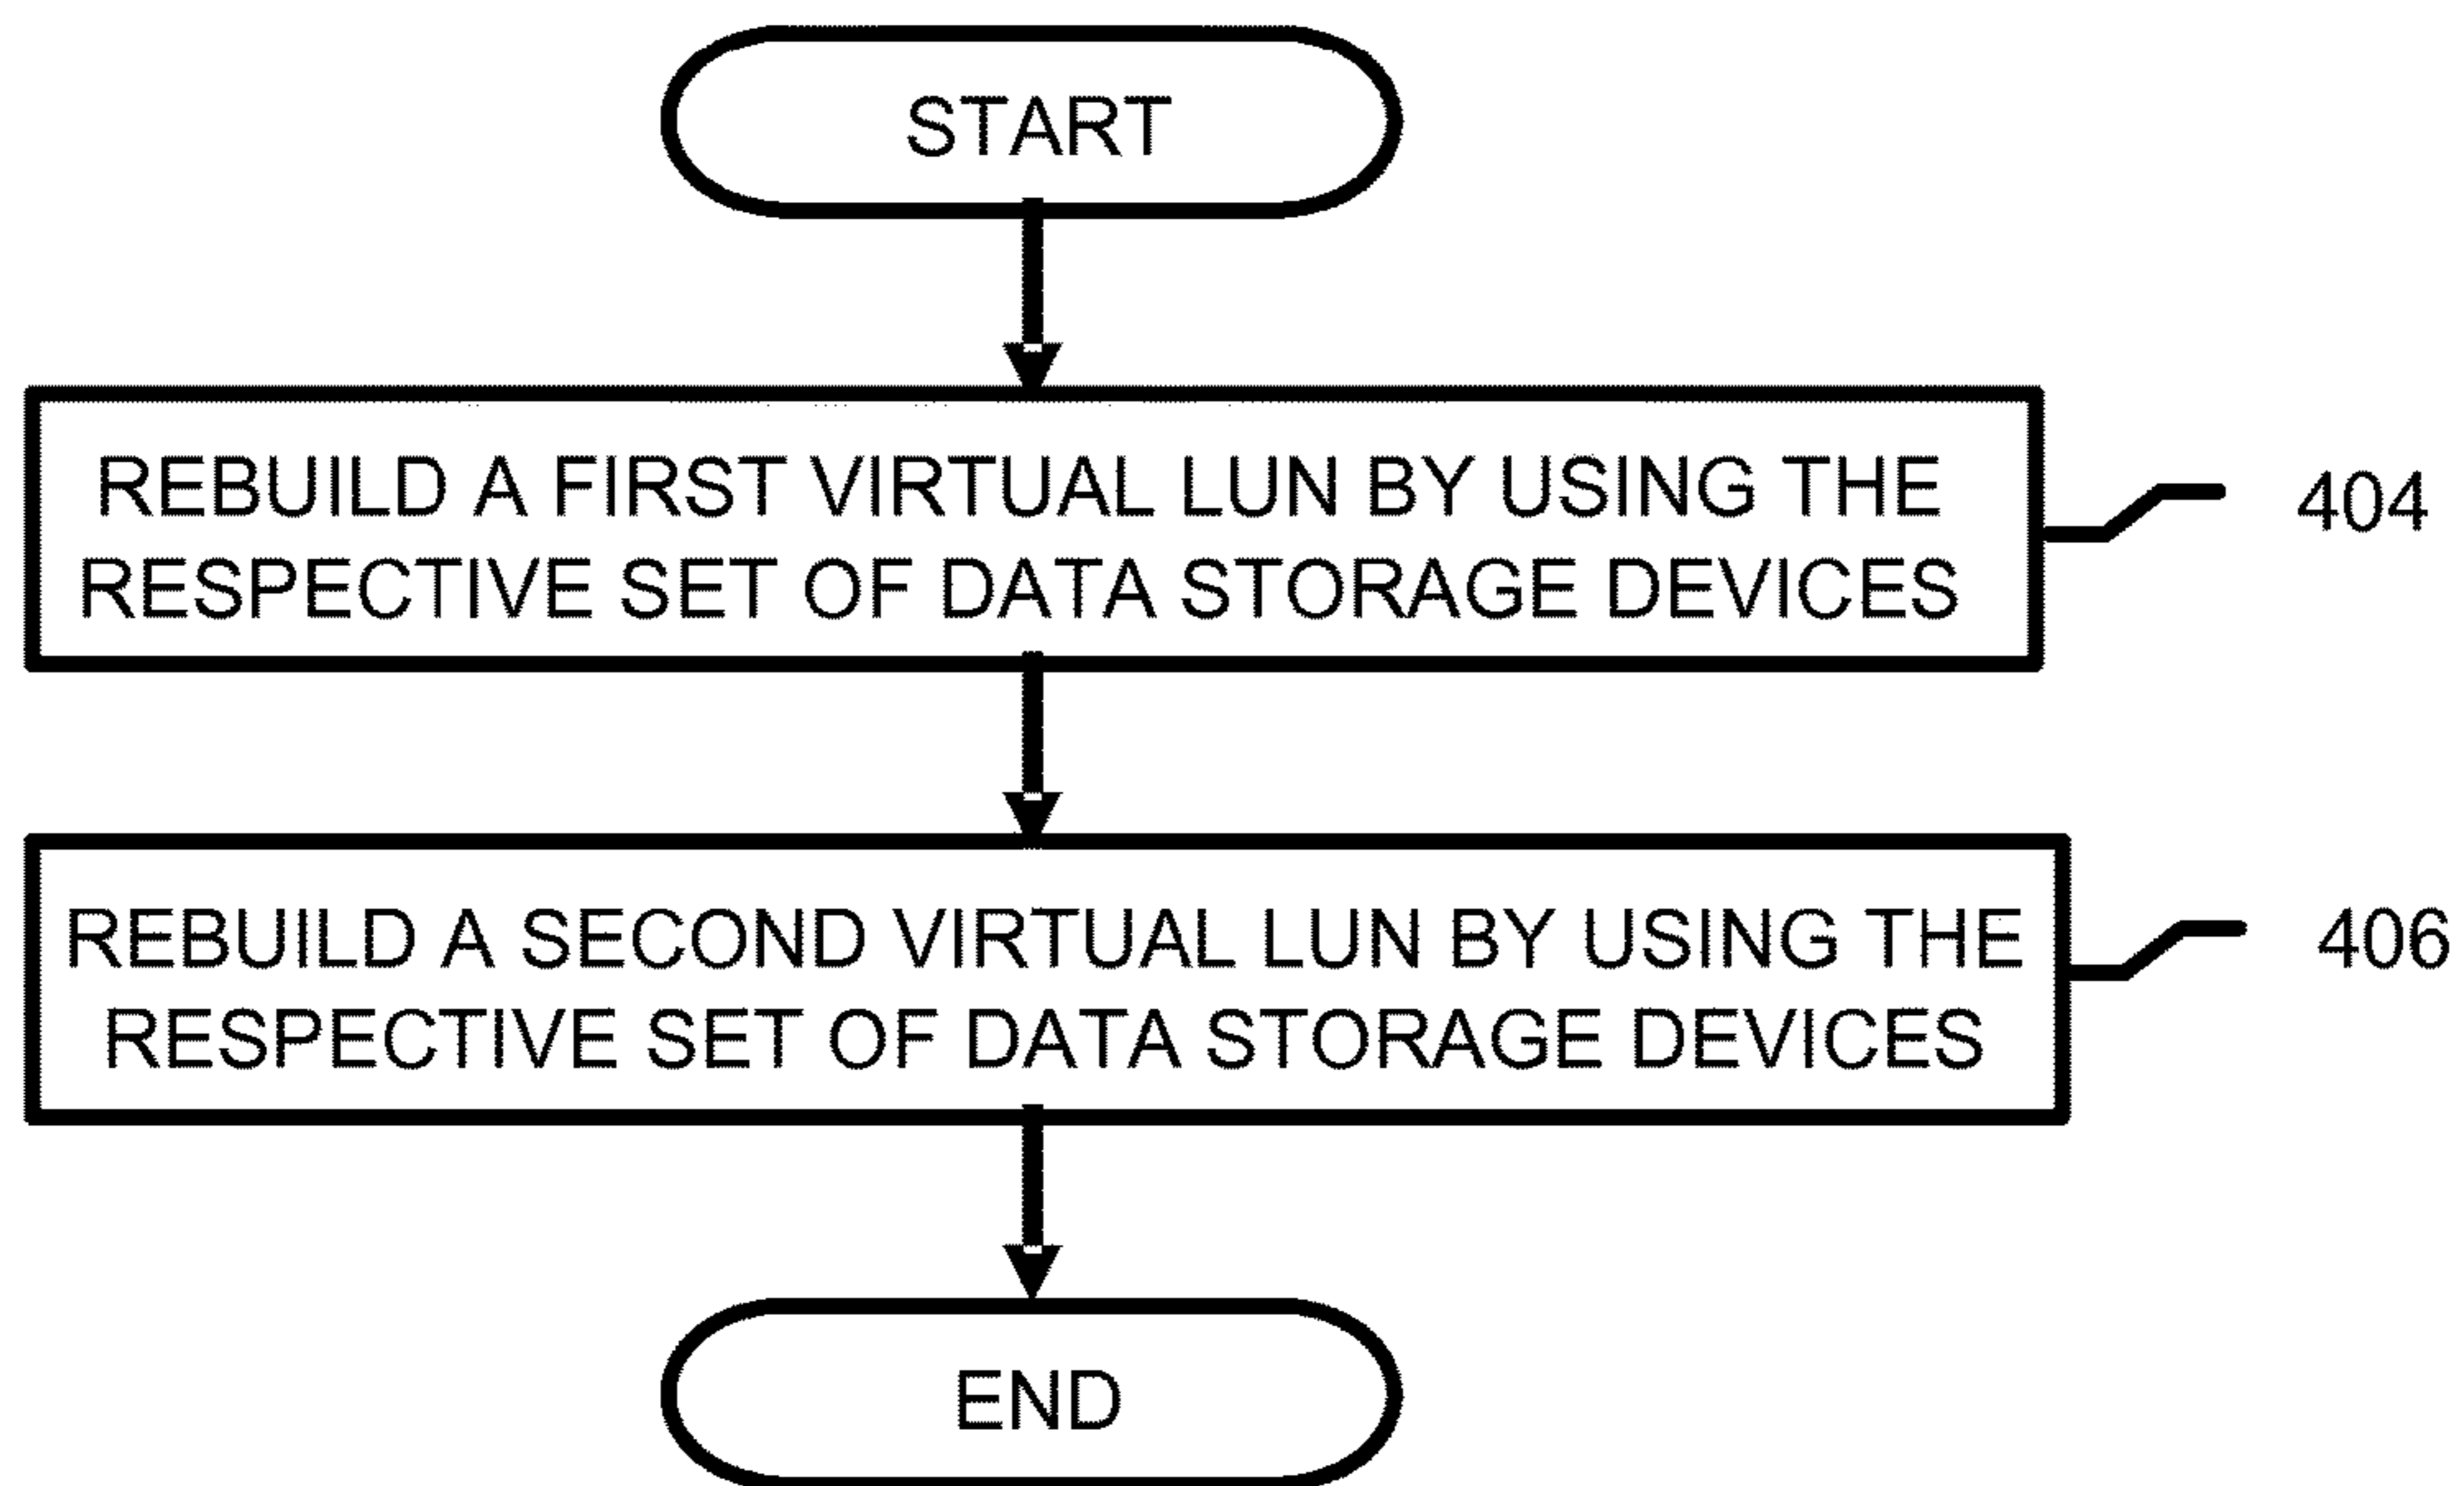 START
REBUILD A FIRST VIRTUAL LUN BY USING THE
RESPECTIVE SET OF DATA STORAGE DEVICES
404
REBUILD A SECOND VIRTUAL LUN BY USING THE
RESPECTIVE SET OF DATA STORAGE DEVICES
406
END